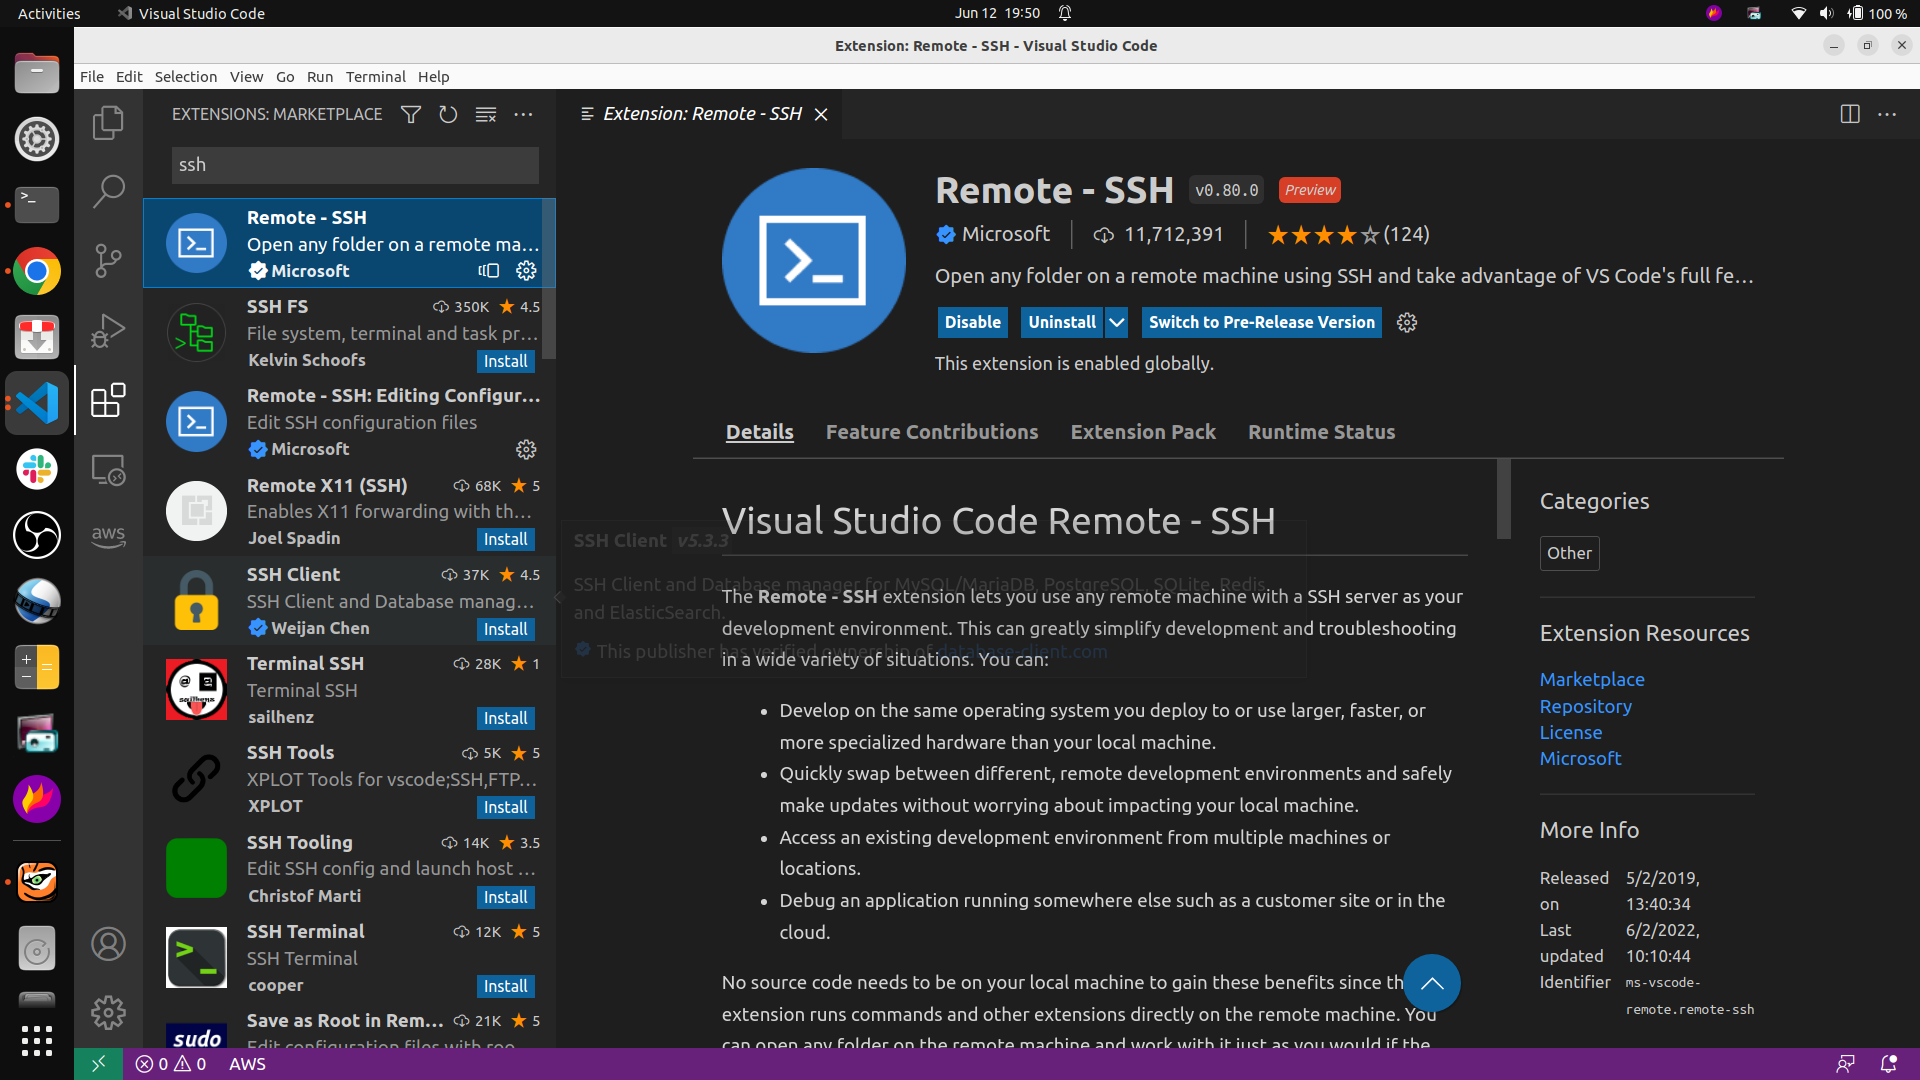 Activities
Visual Studio Code
Jun 12 19:50
100 %
Extension: Remote - SSH - Visual Studio Code
File Edit Selection View Go Run Terminal Help
EXTENSIONS: MARKETPLACE
ssh
Remote - SSH
Open any folder on a remote ma…
Microsoft
SSH FS 350K 4.5
File system, terminal and task pr…
Kelvin Schoofs Install
Remote - SSH: Editing Configur…
Edit SSH configuration files
Microsoft
Remote X11 (SSH) 68K 5
Enables X11 forwarding with th…
Joel Spadin Install
SSH Client 37K 4.5
SSH Client and Database manag…
Weijan Chen Install
Terminal SSH 28K 1
Terminal SSH
sailhenz Install
SSH Tools 5K 5
XPLOT Tools for vscode;SSH,FTP…
XPLOT Install
SSH Tooling 14K 3.5
Edit SSH config and launch host …
Christof Marti Install
SSH Terminal 12K 5
SSH Terminal
cooper Install
sudo
Save as Root in Rem… 21K 5
Edit configuration files with roo
aws
Extension: Remote - SSH
Remote - SSH v0.80.0 Preview
Microsoft 11,712,391 (124)
Open any folder on a remote machine using SSH and take advantage of VS Code's full fe…
Disable Uninstall Switch to Pre-Release Version
This extension is enabled globally.
Details Feature Contributions Extension Pack Runtime Status
Visual Studio Code Remote - SSH
The Remote - SSH extension lets you use any remote machine with a SSH server as your
development environment. This can greatly simplify development and troubleshooting
in a wide variety of situations. You can:
• Develop on the same operating system you deploy to or use larger, faster, or
more specialized hardware than your local machine.
• Quickly swap between different, remote development environments and safely
make updates without worrying about impacting your local machine.
• Access an existing development environment from multiple machines or
locations.
• Debug an application running somewhere else such as a customer site or in the
cloud.
No source code needs to be on your local machine to gain these benefits since th
extension runs commands and other extensions directly on the remote machine. You
can open any folder on the remote machine and work with it just as you would if the
SSH Client v5.3.3
SSH Client and Database manager for MySQL/MariaDB, PostgreSQL, SQLite, Redis
and ElasticSearch.
This publisher has verified ownership of database-client.com
Categories
Other
Extension Resources
Marketplace
Repository
License
Microsoft
More Info
Released on 5/2/2019, 13:40:34
Last updated 6/2/2022, 10:10:44
Identifier ms-vscode-remote.remote-ssh
0 0 AWS